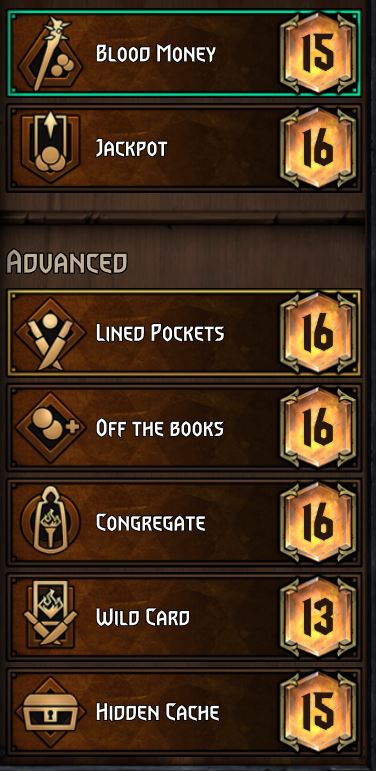 Blood Money 15
Jackpot 16
Advanced
Lined Pockets 16
Off the books 16
Congregate 16
Wild Card 13
Hidden Cache 15